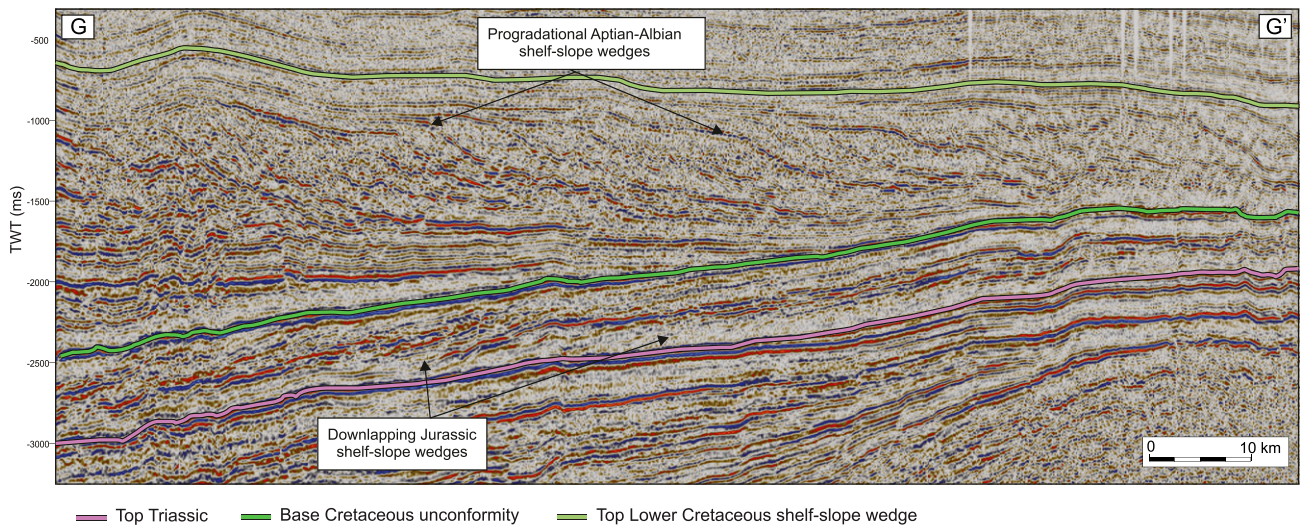 G
G'
Progradational Aptian-Albian
shelf-slope wedges
-500
-1000
-1500
-2000
-2500
-3000
TWT (ms)
Downlapping Jurassic
shelf-slope wedges
0 10 km
Top Triassic
Base Cretaceous unconformity
Top Lower Cretaceous shelf-slope wedge